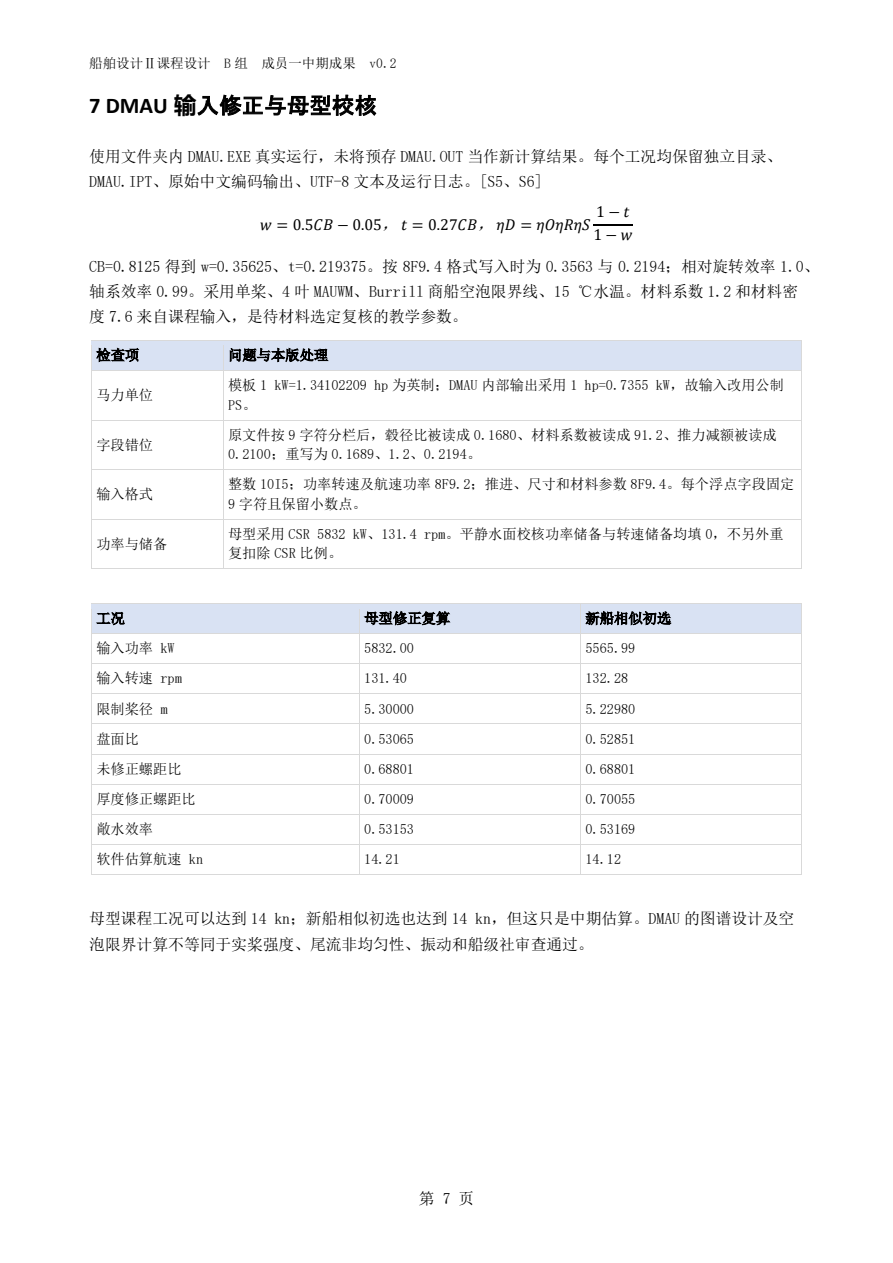 船舶设计Ⅱ课程设计 B 组 成员一中期成果 v0.2
7 DMAU 输入修正与母型校核
使用文件夹内 DMAU.EXE 真实运行，未将预存 DMAU.OUT 当作新计算结果。每个工况均保留独立目录、
DMAU.IPT、原始中文编码输出、UTF-8 文本及运行日志。[S5、S6]
w = 0.5CB − 0.05， t = 0.27CB， ηD = ηOηRηS (1 − t)/(1 − w)
CB=0.8125 得到 w=0.35625、t=0.219375。按 8F9.4 格式写入时为 0.3563 与 0.2194；相对旋转效率 1.0、
轴系效率 0.99。采用单桨、4 叶 MAUWM、Burrill 商船空泡限界线、15 ℃水温。材料系数 1.2 和材料密
度 7.6 来自课程输入，是待材料选定复核的教学参数。
检查项 问题与本版处理
马力单位 模板 1 kW=1.34102209 hp 为英制；DMAU 内部输出采用 1 hp=0.7355 kW，故输入改用公制
PS。
字段错位 原文件按 9 字符分栏后，毂径比被读成 0.1680、材料系数被读成 91.2、推力减额被读成
0.2100；重写为 0.1689、1.2、0.2194。
输入格式 整数 10I5；功率转速及航速功率 8F9.2；推进、尺寸和材料参数 8F9.4。每个浮点字段固定
9 字符且保留小数点。
功率与储备 母型采用 CSR 5832 kW、131.4 rpm。平静水面校核功率储备与转速储备均填 0，不另外重
复扣除 CSR 比例。
工况 母型修正复算 新船相似初选
输入功率 kW 5832.00 5565.99
输入转速 rpm 131.40 132.28
限制桨径 m 5.30000 5.22980
盘面比 0.53065 0.52851
未修正螺距比 0.68801 0.68801
厚度修正螺距比 0.70009 0.70055
敞水效率 0.53153 0.53169
软件估算航速 kn 14.21 14.12
母型课程工况可以达到 14 kn；新船相似初选也达到 14 kn，但这只是中期估算。DMAU 的图谱设计及空
泡限界计算不等同于实桨强度、尾流非均匀性、振动和船级社审查通过。
第 7 页